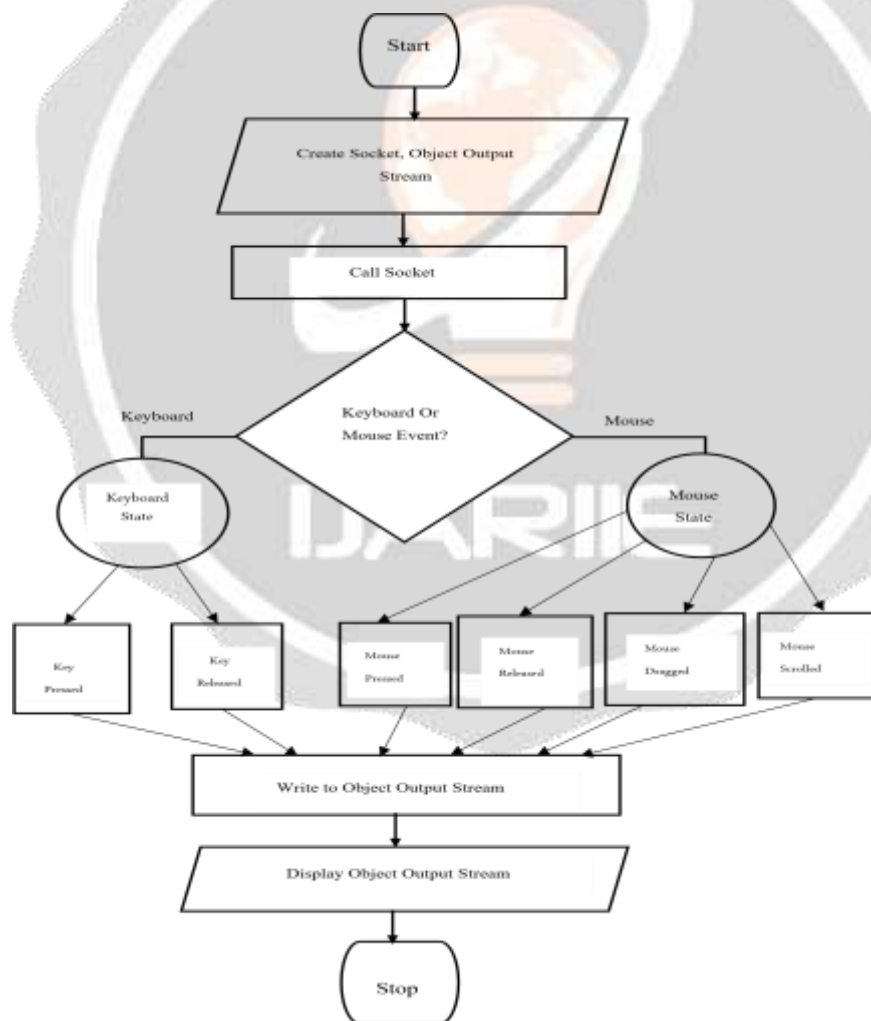 Start
Create Socket, Object Output
Stream
Call Socket
Keyboard Or
Mouse Event?
Keyboard
Mouse
Keyboard
State
Mouse
State
IJARIIE
Key
Pressed
Key
Released
Mouse
Pressed
Mouse
Released
Mouse
Dragged
Mouse
Scrolled
Write to Object Output Stream
Display Object Output Stream
Stop